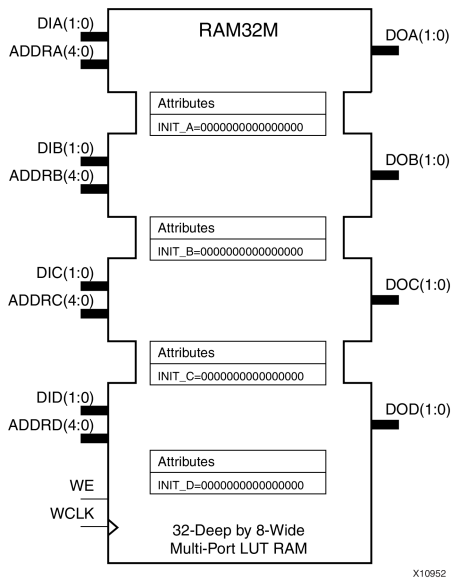 RAM32M
DIA(1:0)
ADDRA(4:0)
DOA(1:0)
Attributes
INIT_A=0000000000000000
DIB(1:0)
ADDRB(4:0)
DOB(1:0)
Attributes
INIT_B=0000000000000000
DIC(1:0)
ADDRC(4:0)
DOC(1:0)
Attributes
INIT_C=0000000000000000
DID(1:0)
ADDRD(4:0)
DOD(1:0)
Attributes
INIT_D=0000000000000000
WE
WCLK
32-Deep by 8-Wide
Multi-Port LUT RAM
X10952